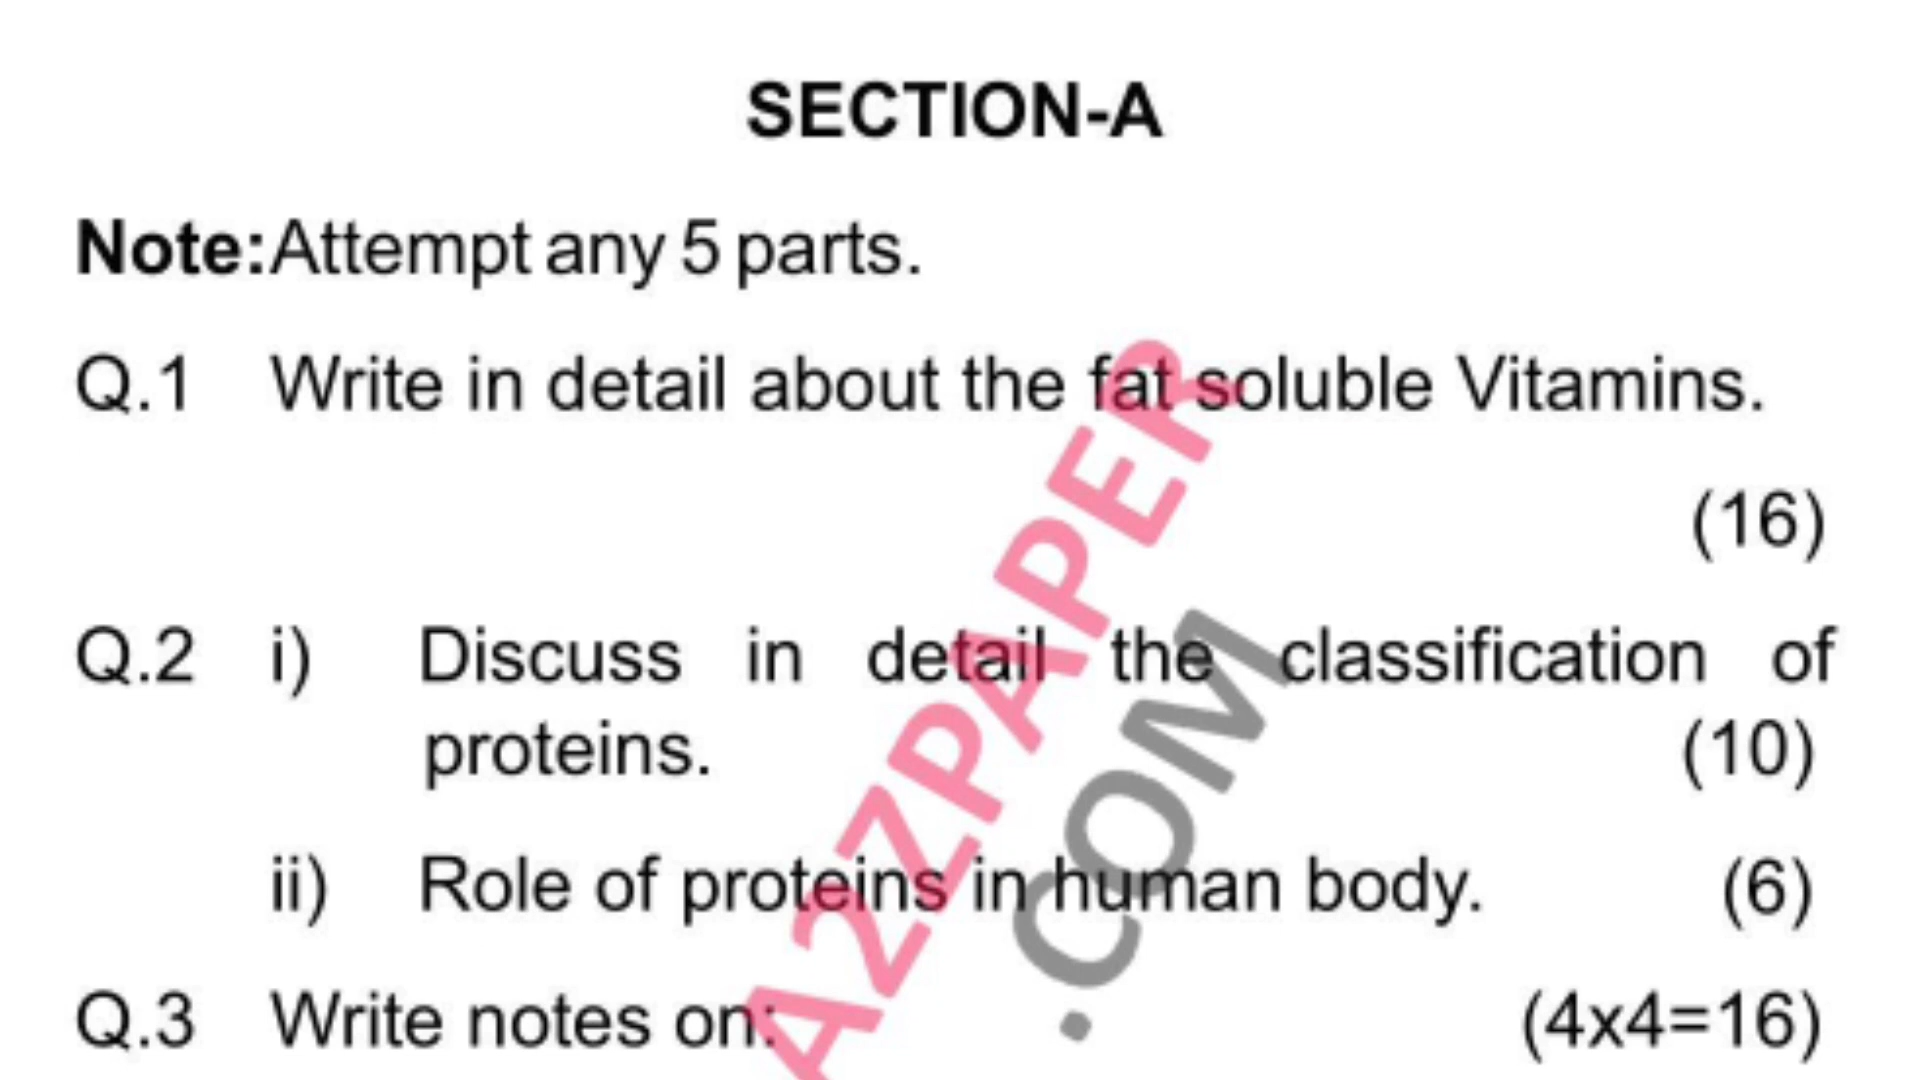 SECTION-A
Note:Attempt any 5 parts.
Q.1 Write in detail about the fat soluble Vitamins.
(16)
Q.2 i) Discuss in detail the classification of
proteins. (10)
ii) Role of proteins in human body. (6)
Q.3 Write notes on: (4x4=16)
A2ZPAPER
.COM